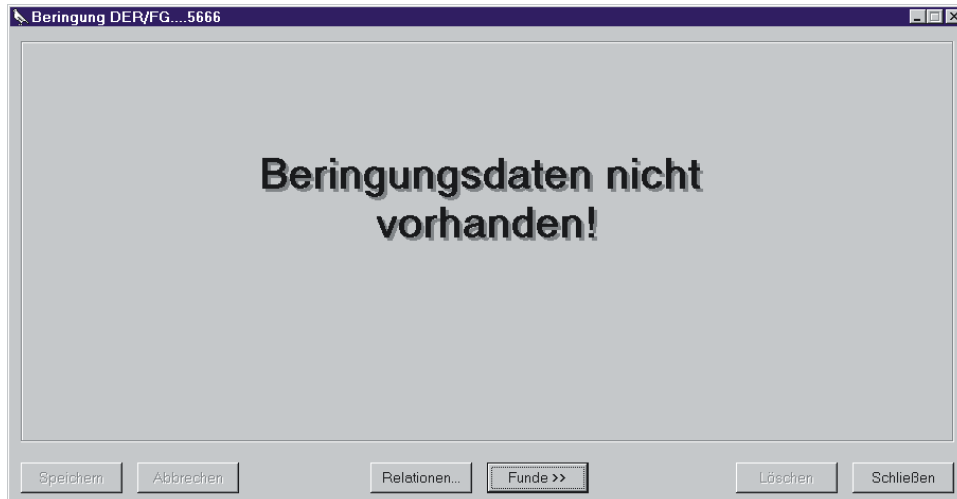 Beringung DER/FG....5666
Beringungsdaten nicht
vorhanden!
Speichern Abbrechen Relationen... Funde >> Löschen Schließen